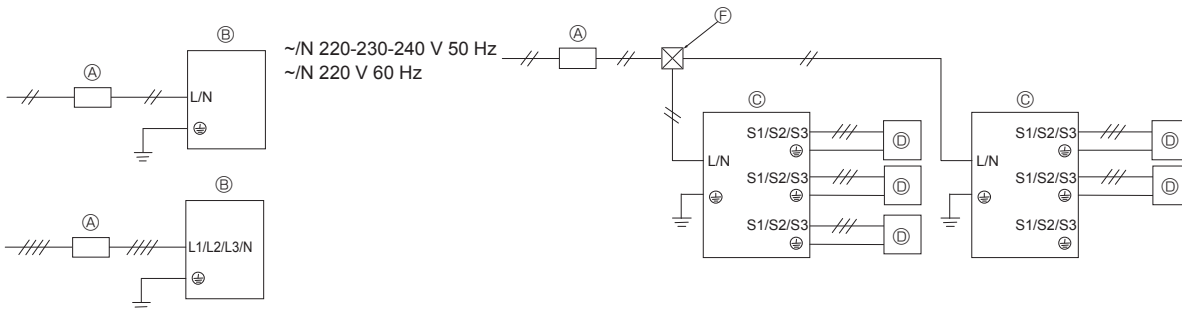 Ⓑ
Ⓐ
L/N
~/N 220-230-240 V 50 Hz
~/N 220 V 60 Hz
Ⓑ
Ⓐ
L1/L2/L3/N
Ⓕ
Ⓐ
Ⓒ
S1/S2/S3 Ⓓ
L/N
S1/S2/S3 Ⓓ
S1/S2/S3 Ⓓ
Ⓒ
S1/S2/S3 Ⓓ
L/N
S1/S2/S3 Ⓓ
S1/S2/S3